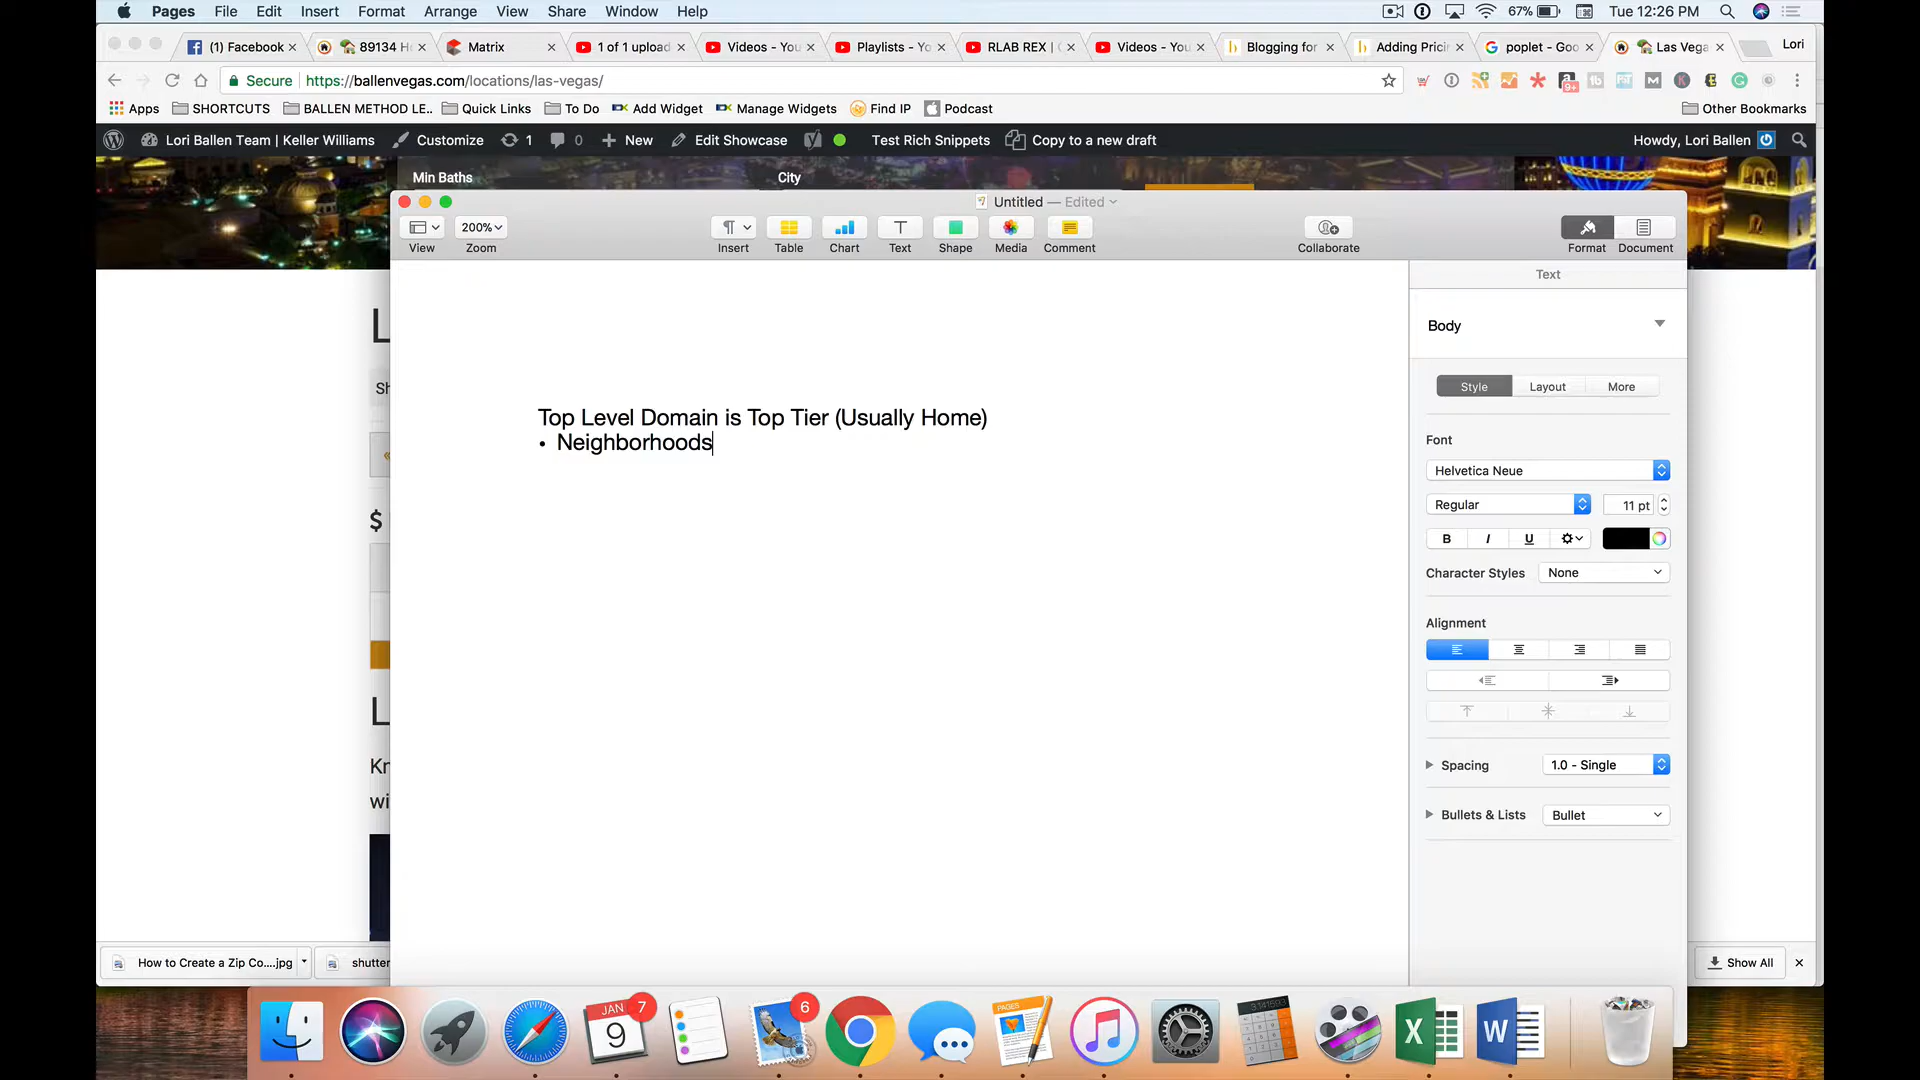 Pages File Edit Insert Format Arrange View Share Window Help 67% Tue 12:26 PM
(1) Facebook 89134 H Matrix 1 of 1 upload Videos - You Playlists - Yo RLAB REX | Videos - You Blogging for Adding Prici poplet - Goo Las Vega Lori
Secure https://ballenvegas.com/locations/las-vegas/
Apps SHORTCUTS BALLEN METHOD LE.. Quick Links To Do Add Widget Manage Widgets Find IP Podcast Other Bookmarks
Lori Ballen Team | Keller Williams Customize 1 0 New Edit Showcase Test Rich Snippets Copy to a new draft Howdy, Lori Ballen
Min Baths City
Untitled — Edited
200%
View Zoom Insert Table Chart Text Shape Media Comment Collaborate Format Document
Text
Body
Style Layout More
Top Level Domain is Top Tier (Usually Home)
• Neighborhoods
Font
Helvetica Neue
Regular 11 pt
B I U
Character Styles None
Alignment
Spacing 1.0 - Single
Bullets & Lists Bullet
L
Sh
$
L
Kr
wi
How to Create a Zip Co....jpg shutter Show All
JAN 9 7 6 PAGES
X W